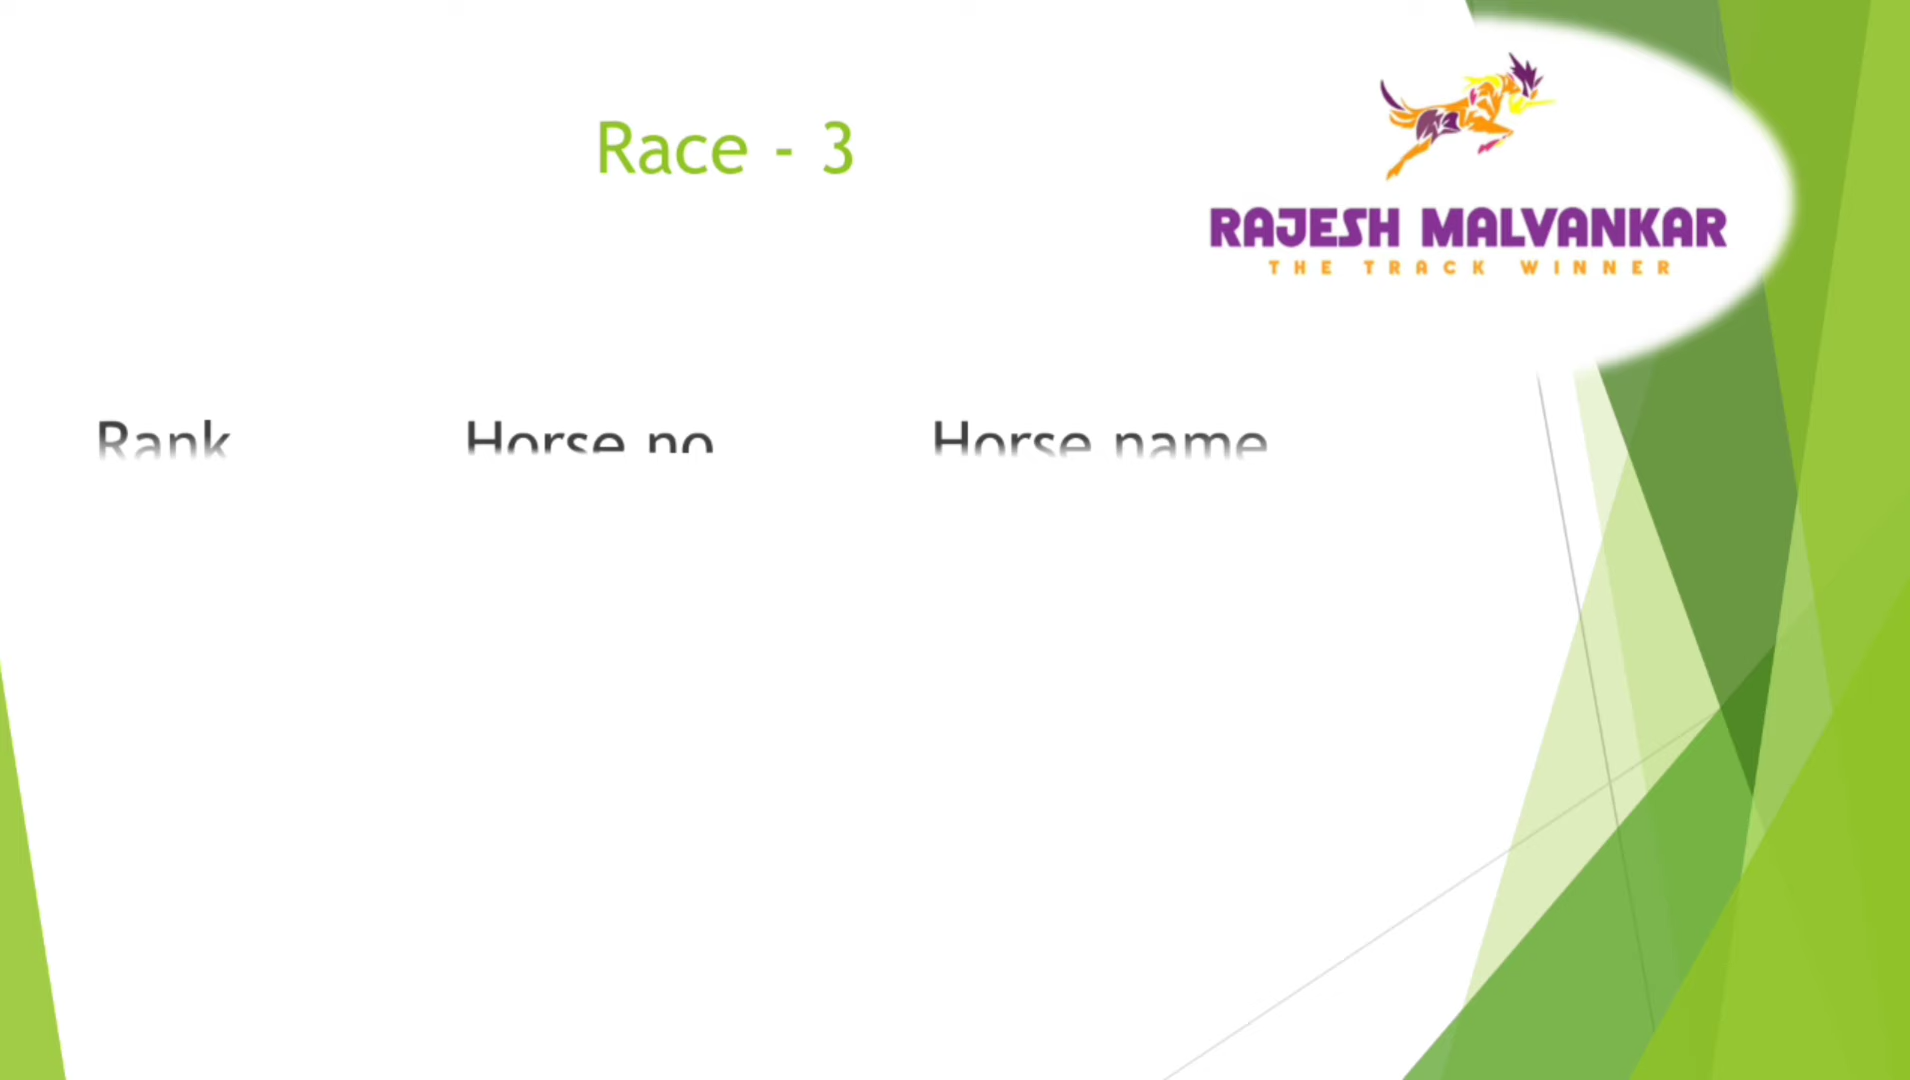 Race - 3
RAJESH MALVANKAR
THE TRACK WINNER
Rank Horse no Horse name